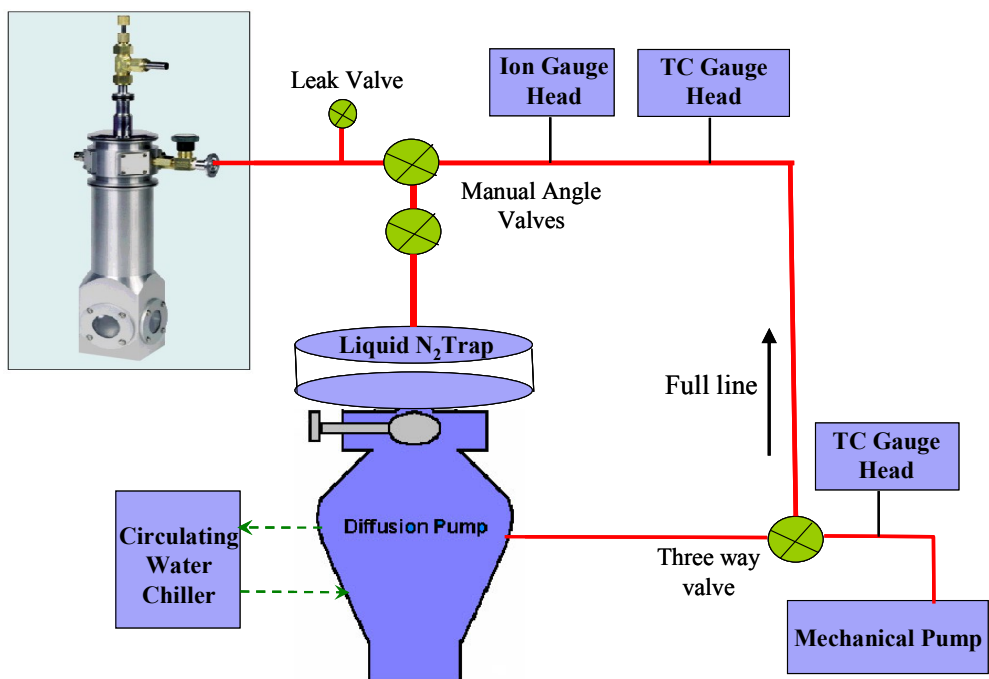 Leak Valve
Ion Gauge
Head
TC Gauge
Head
Manual Angle
Valves
Liquid N₂Trap
Full line
TC Gauge
Head
Diffusion Pump
Circulating
Water
Chiller
Three way
valve
Mechanical Pump